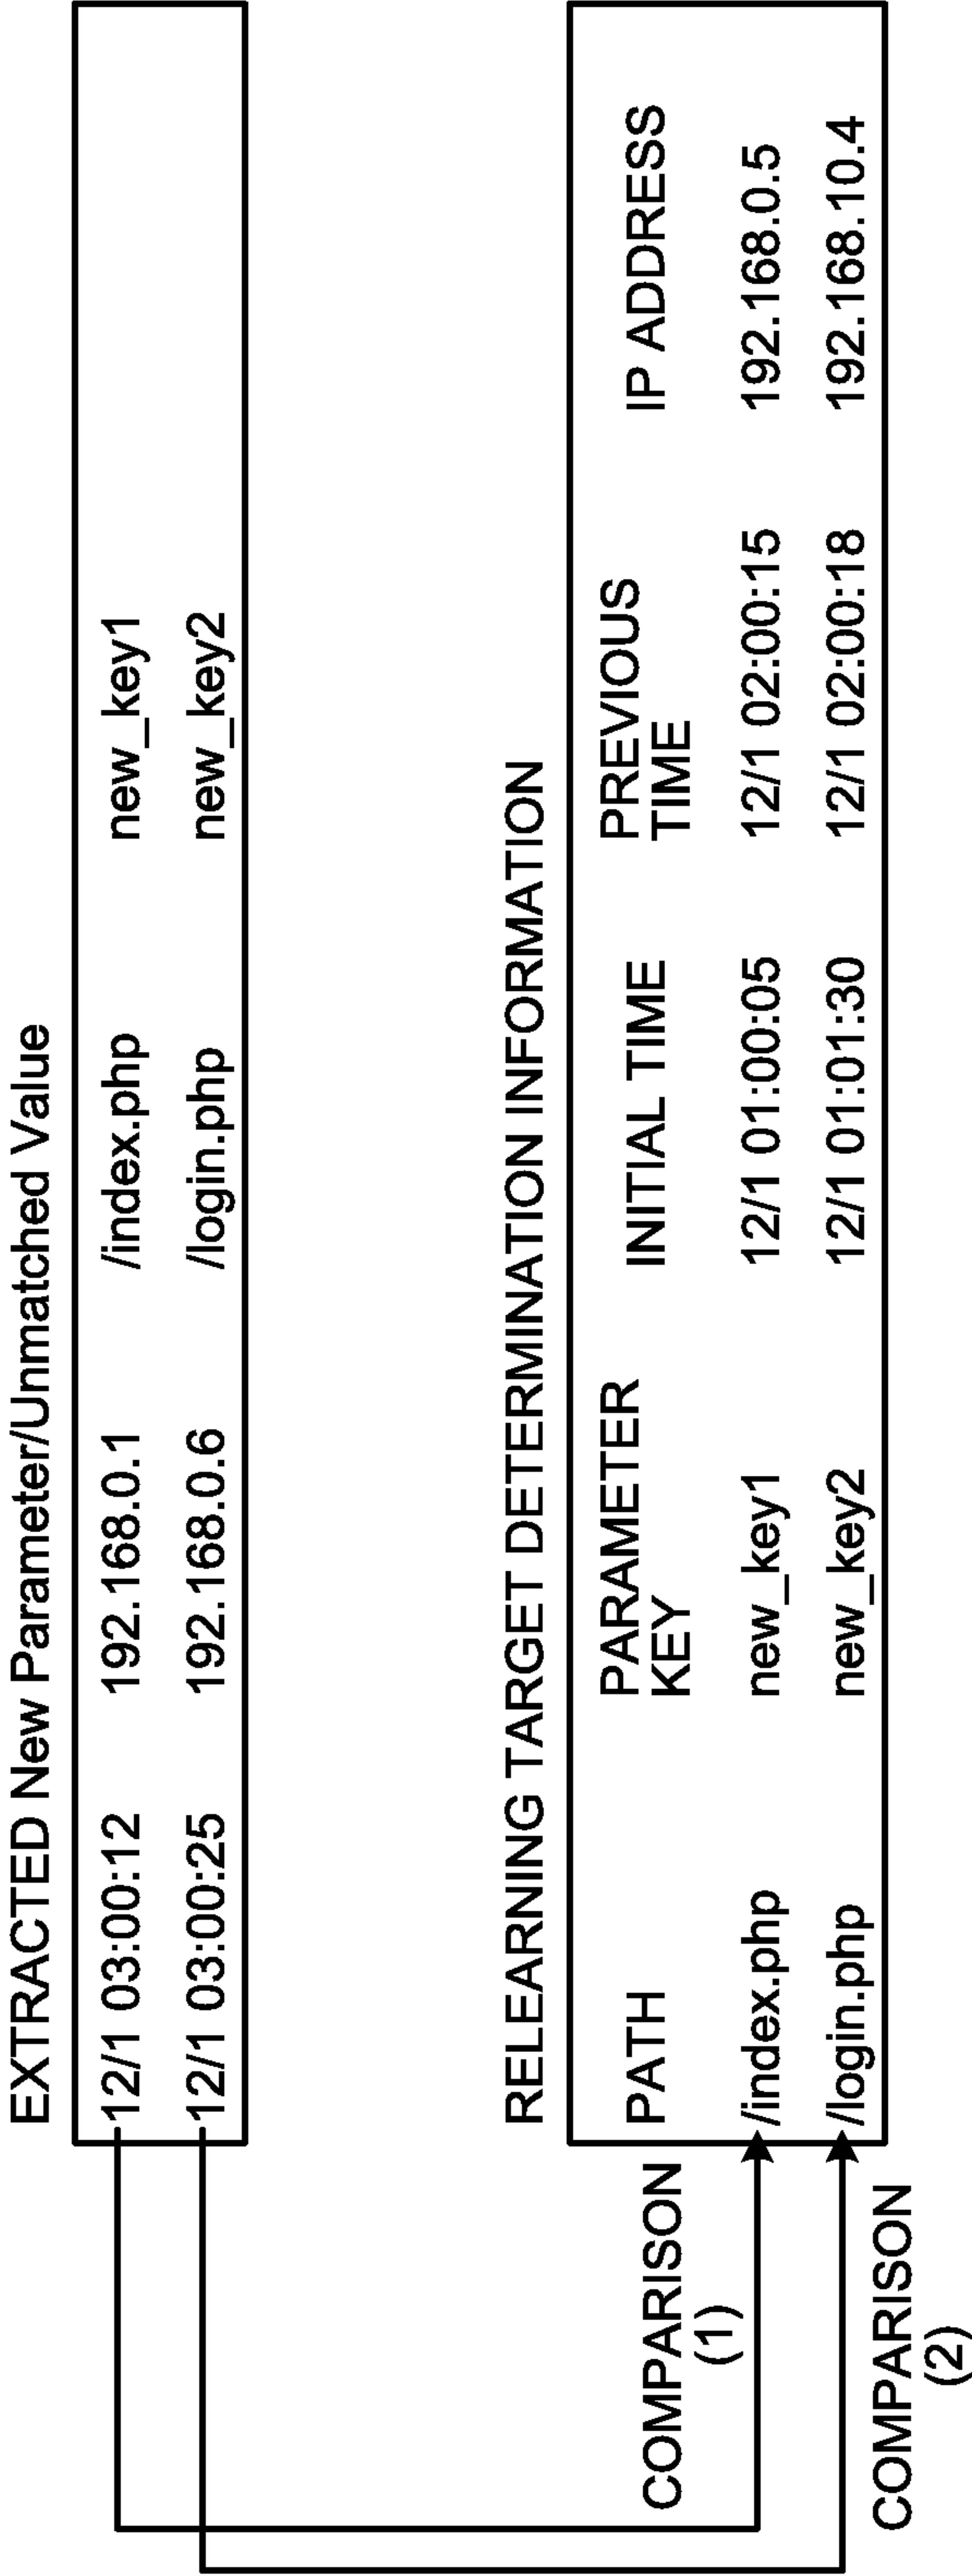 EXTRACTED New Parameter/Unmatched Value
12/1 03:00:12 192.168.0.1 /index.php new_key1
12/1 03:00:25 192.168.0.6 /login.php new_key2
RELEARNING TARGET DETERMINATION INFORMATION
PATH PARAMETER KEY INITIAL TIME PREVIOUS TIME IP ADDRESS
/index.php new_key1 12/1 01:00:05 12/1 02:00:15 192.168.0.5
/login.php new_key2 12/1 01:01:30 12/1 02:00:18 192.168.10.4
COMPARISON
(1)
COMPARISON
(2)